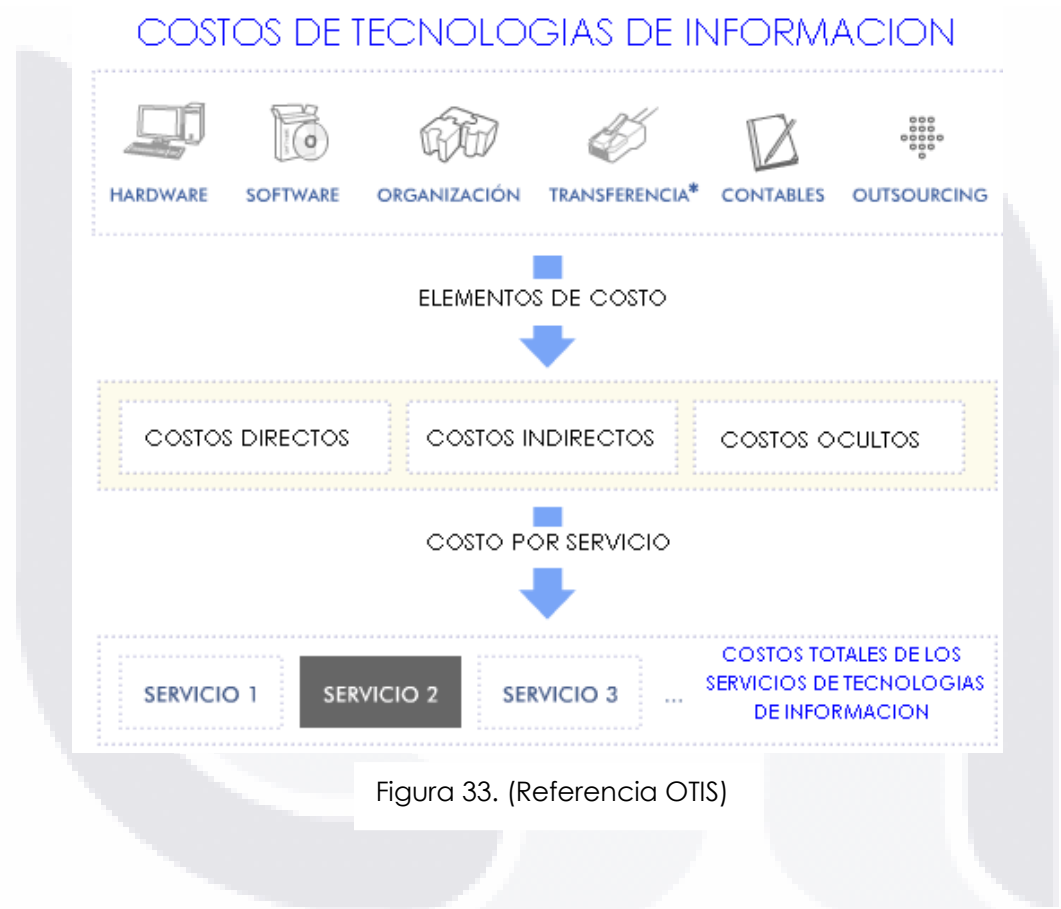 COSTOS DE TECNOLOGIAS DE INFORMACION
HARDWARE SOFTWARE ORGANIZACIÓN TRANSFERENCIA* CONTABLES OUTSOURCING
ELEMENTOS DE COSTO
COSTOS DIRECTOS COSTOS INDIRECTOS COSTOS OCULTOS
COSTO POR SERVICIO
SERVICIO 1 SERVICIO 2 SERVICIO 3 ...
COSTOS TOTALES DE LOS
SERVICIOS DE TECNOLOGIAS
DE INFORMACION
Figura 33. (Referencia OTIS)